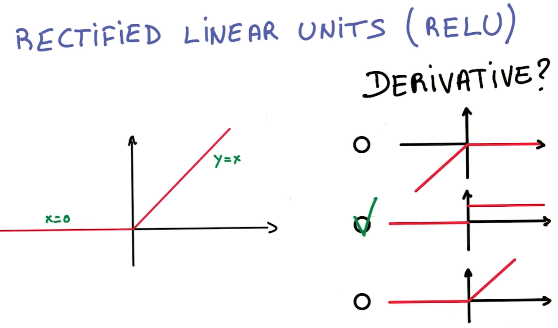 RECTIFIED LINEAR UNITS (RELU)
DERIVATIVE?
y=x
x=0